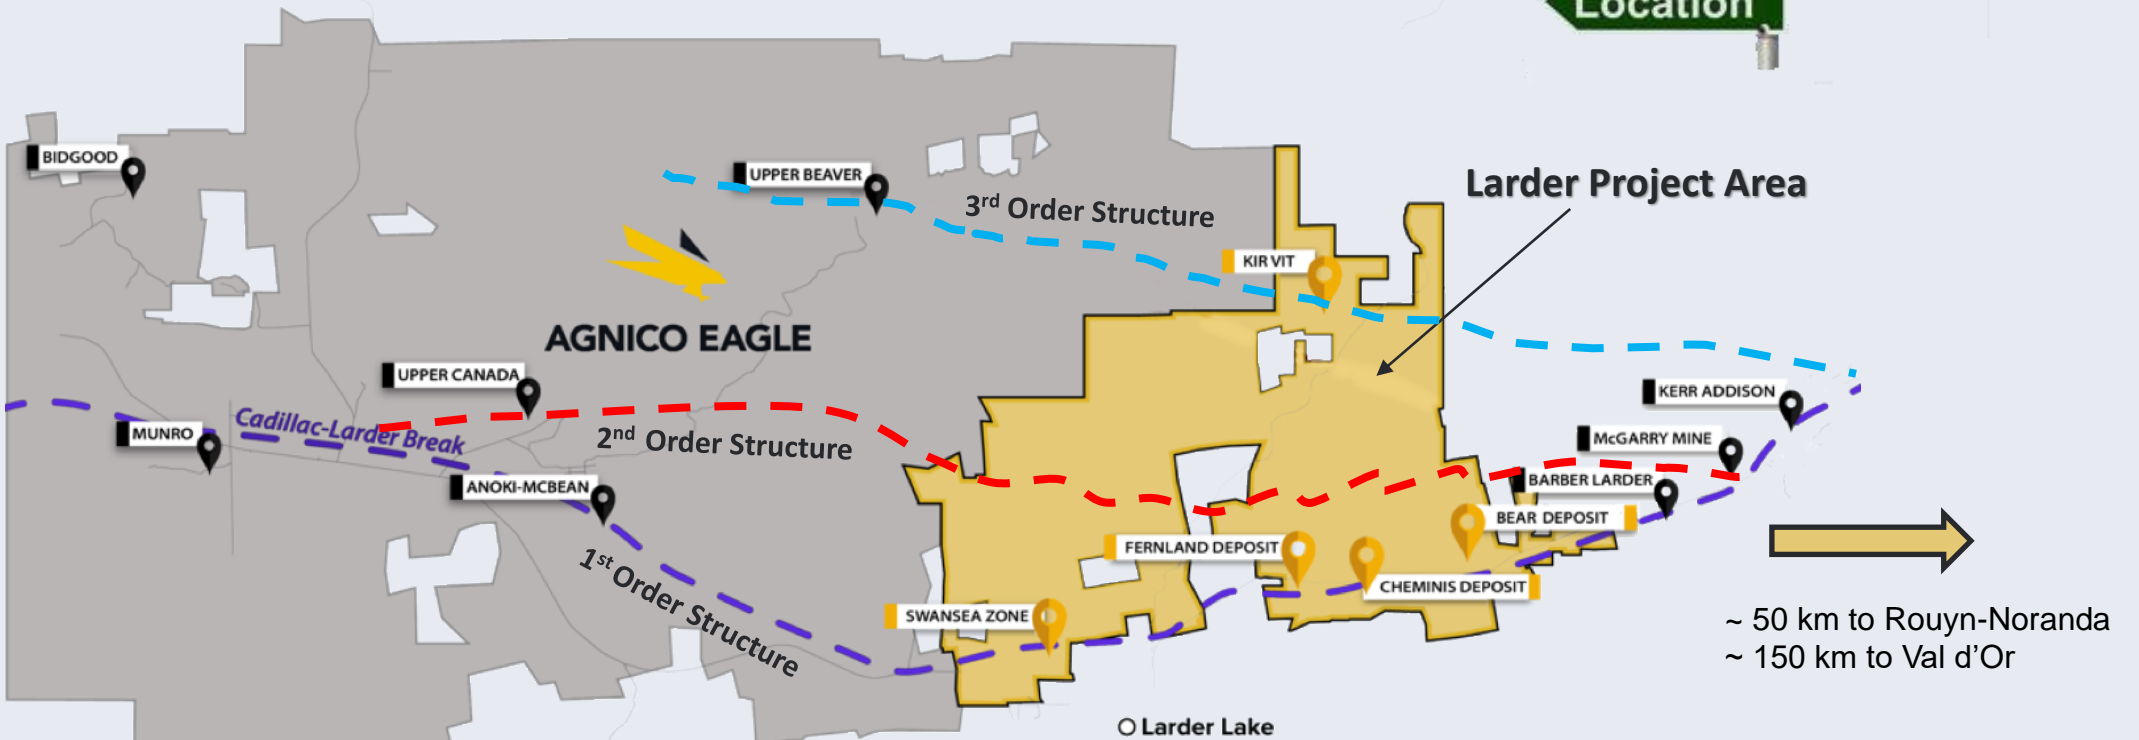 Location
BIDGOOD
UPPER BEAVER
3rd Order Structure
Larder Project Area
KIR VIT
AGNICO EAGLE
UPPER CANADA
KERR ADDISON
MUNRO
Cadillac-Larder Break
2nd Order Structure
McGARRY MINE
ANOKI-MCBEAN
BARBER LARDER
BEAR DEPOSIT
FERNLAND DEPOSIT
1st Order Structure
CHEMINIS DEPOSIT
SWANSEA ZONE
~ 50 km to Rouyn-Noranda
~ 150 km to Val d’Or
Larder Lake